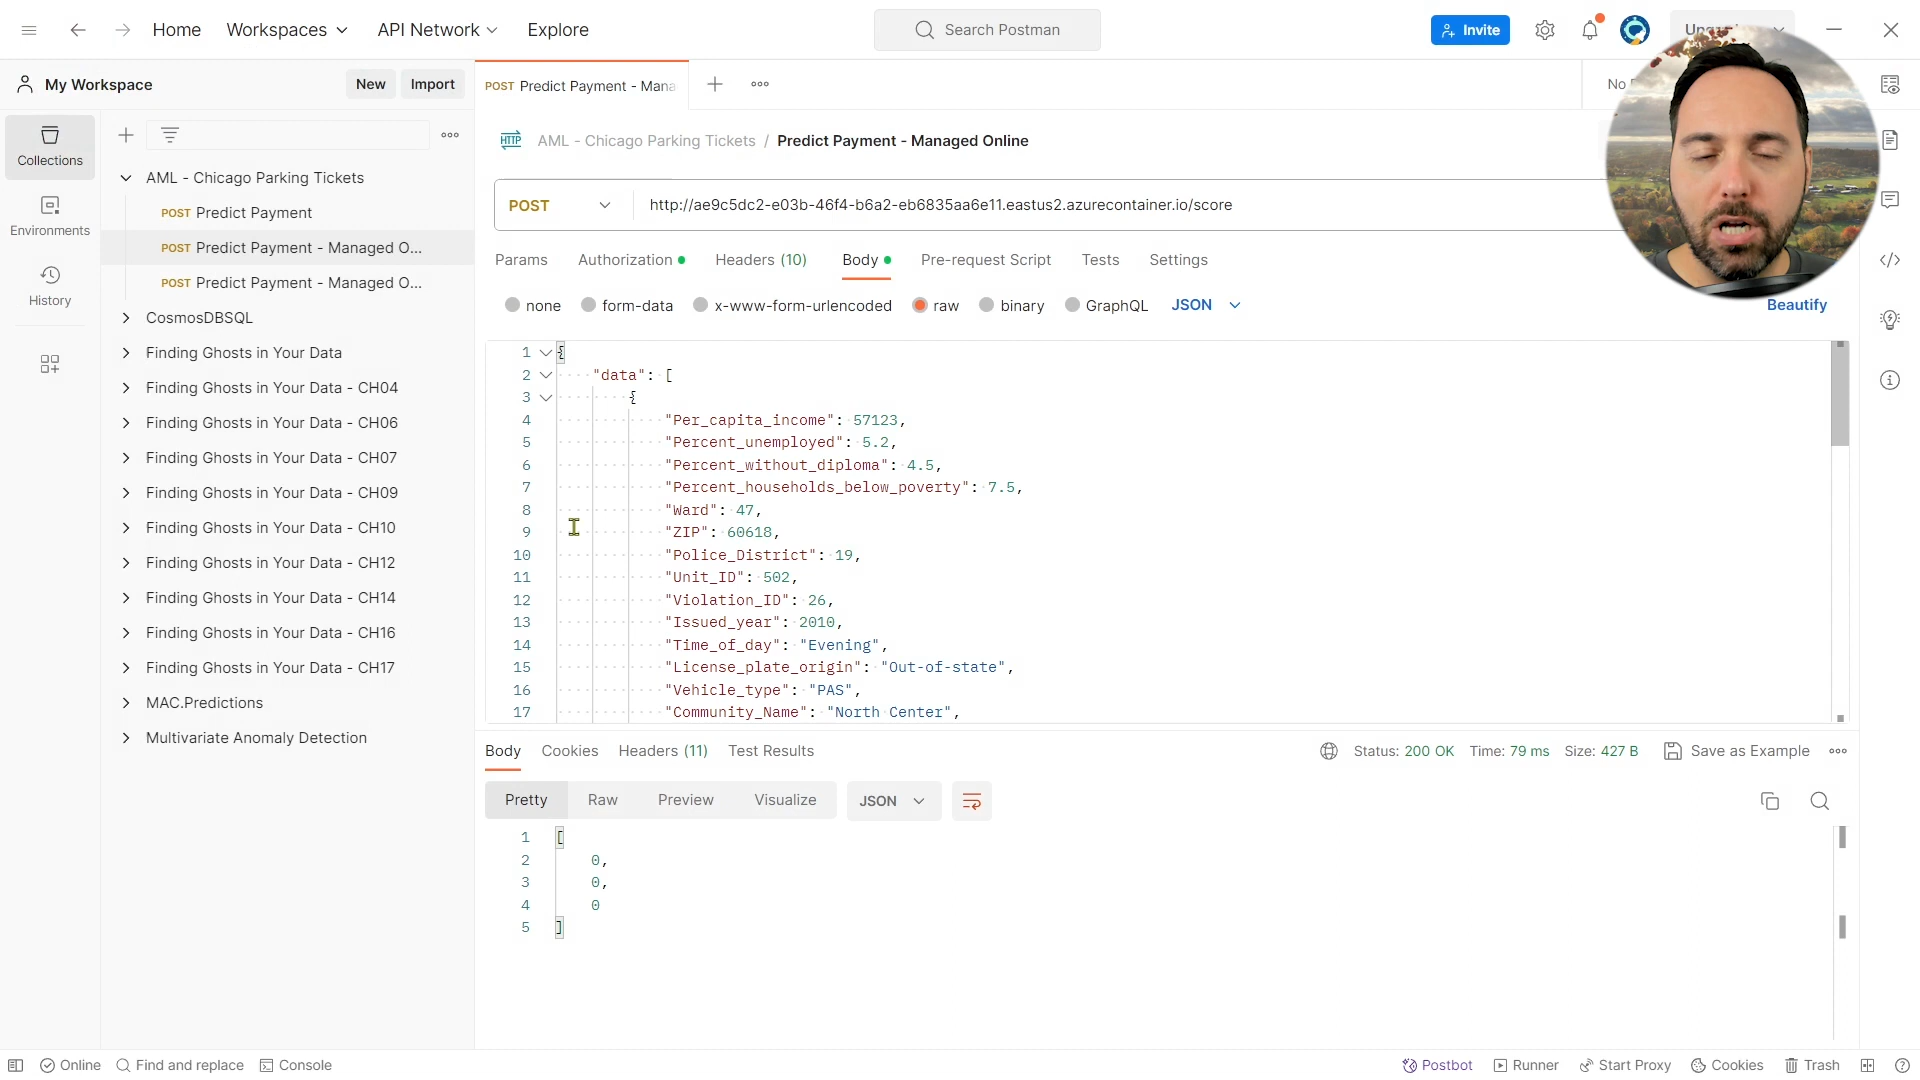 Home Workspaces API Network Explore Search Postman Invite
My Workspace New Import POST Predict Payment - Mana No
Collections
Environments
History
AML - Chicago Parking Tickets
POST Predict Payment
POST Predict Payment - Managed O...
POST Predict Payment - Managed O...
CosmosDBSQL
Finding Ghosts in Your Data
Finding Ghosts in Your Data - CH04
Finding Ghosts in Your Data - CH06
Finding Ghosts in Your Data - CH07
Finding Ghosts in Your Data - CH09
Finding Ghosts in Your Data - CH10
Finding Ghosts in Your Data - CH12
Finding Ghosts in Your Data - CH14
Finding Ghosts in Your Data - CH16
Finding Ghosts in Your Data - CH17
MAC.Predictions
Multivariate Anomaly Detection
HTTP AML - Chicago Parking Tickets / Predict Payment - Managed Online
POST http://ae9c5dc2-e03b-46f4-b6a2-eb6835aa6e11.eastus2.azurecontainer.io/score
Params Authorization Headers (10) Body Pre-request Script Tests Settings
none form-data x-www-form-urlencoded raw binary GraphQL JSON Beautify
1 {
2 "data": [
3 {
4 "Per_capita_income": 57123,
5 "Percent_unemployed": 5.2,
6 "Percent_without_diploma": 4.5,
7 "Percent_households_below_poverty": 7.5,
8 "Ward": 47,
9 "ZIP": 60618,
10 "Police_District": 19,
11 "Unit_ID": 502,
12 "Violation_ID": 26,
13 "Issued_year": 2010,
14 "Time_of_day": "Evening",
15 "License_plate_origin": "Out-of-state",
16 "Vehicle_type": "PAS",
17 "Community_Name": "North Center",
Body Cookies Headers (11) Test Results Status: 200 OK Time: 79 ms Size: 427 B Save as Example
Pretty Raw Preview Visualize JSON
1 [
2 0,
3 0,
4 0
5 ]
Online Find and replace Console Postbot Runner Start Proxy Cookies Trash